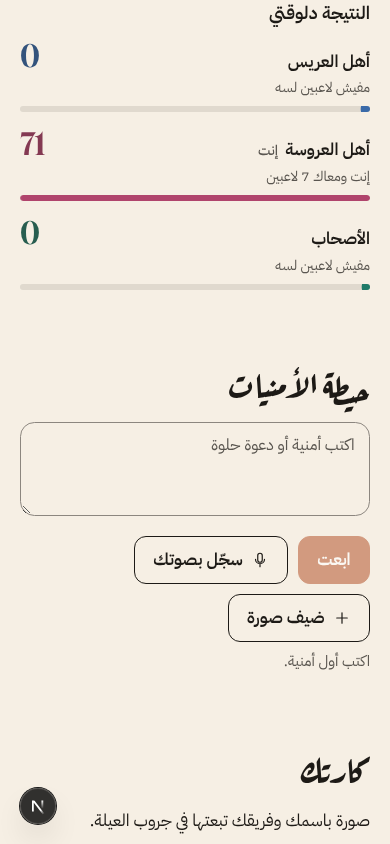 النتيجة دلوقتي
أهل العريس
0
مفيش لاعبين لسه
أهل العروسة إنت
71
إنت ومعاك 7 لاعبين
الأصحاب
0
مفيش لاعبين لسه
حيطة الأمنيات
اكتب أمنية أو دعوة حلوة
ابعت
سجّل بصوتك
ضيف صورة
اكتب أول أمنية.
كارتك
صورة باسمك وفريقك تبعتها في جروب العيلة.
N